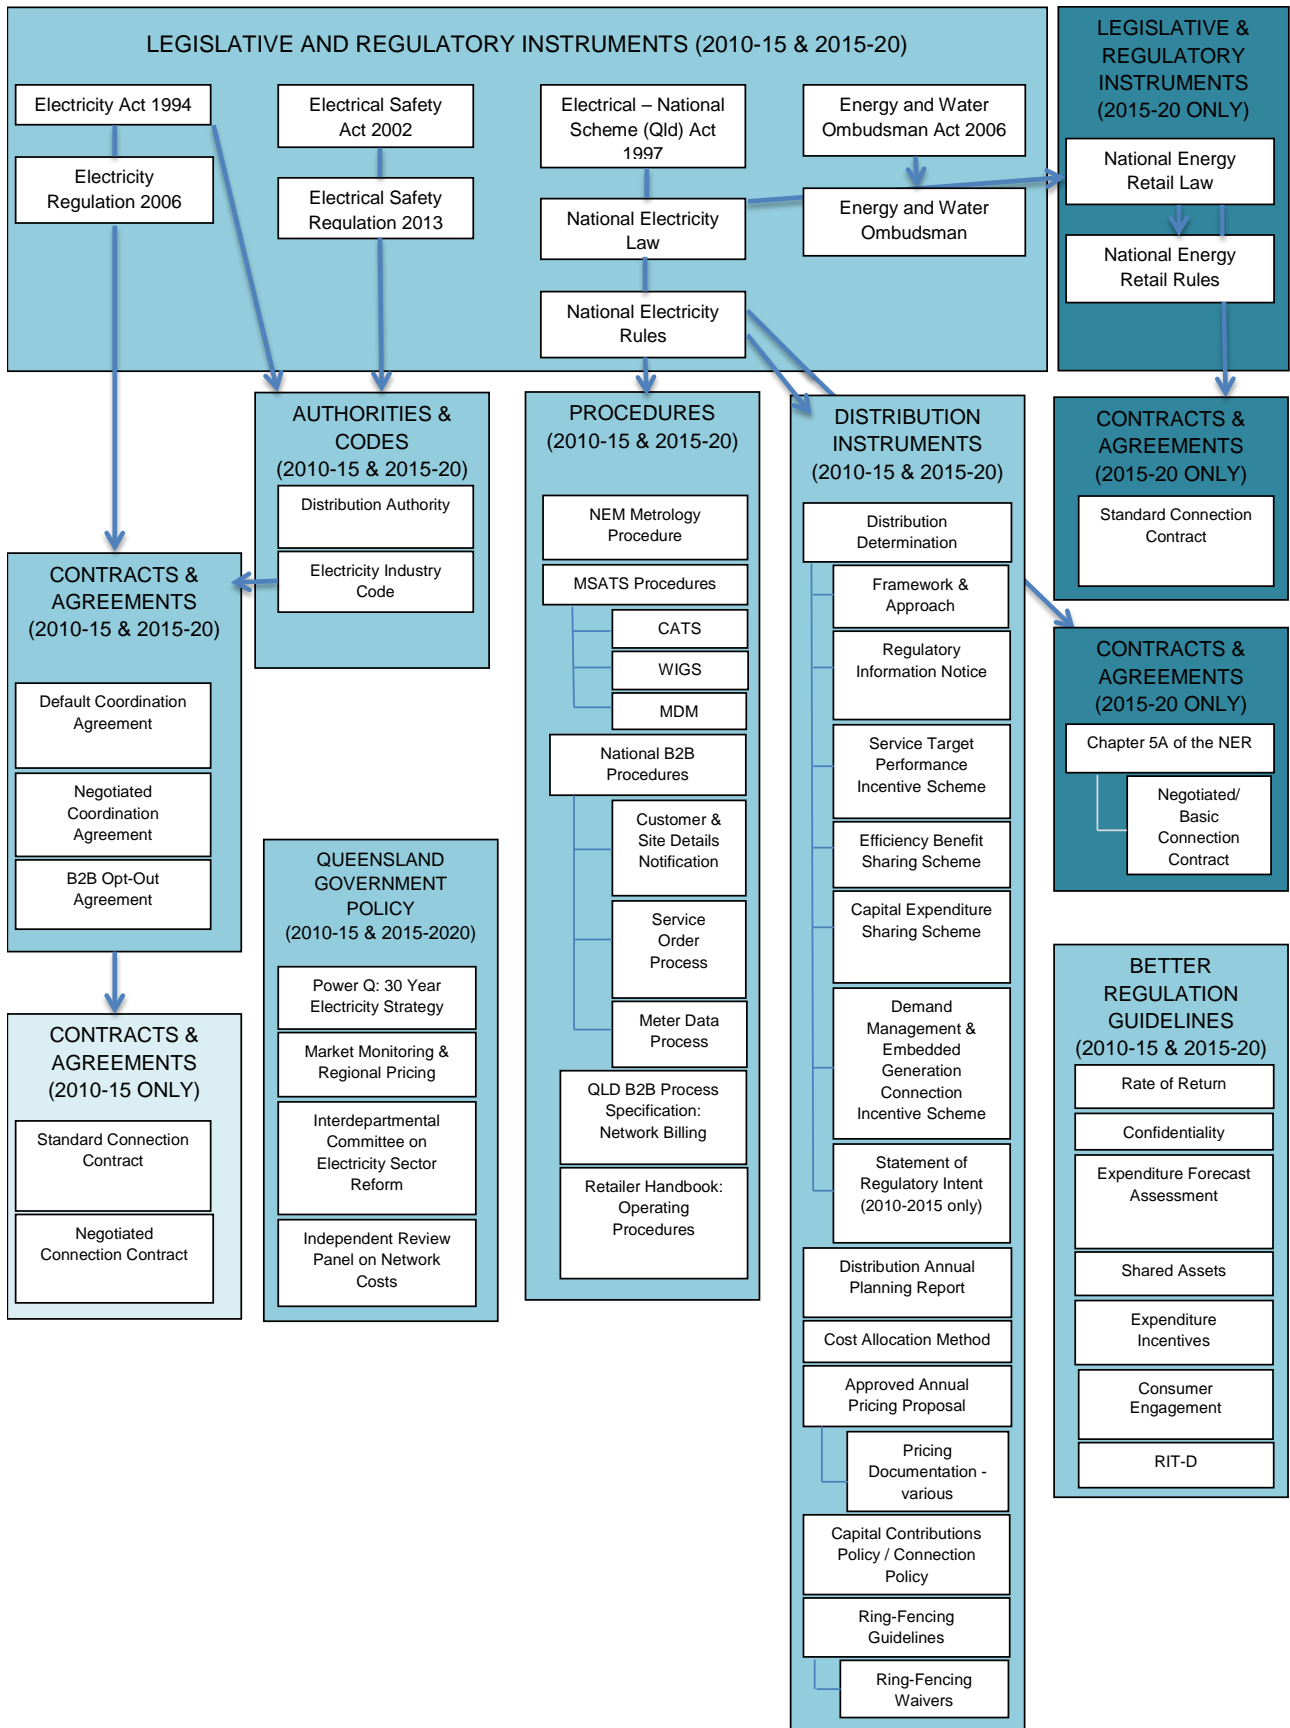 LEGISLATIVE AND REGULATORY INSTRUMENTS (2010-15 & 2015-20)
Electricity Act 1994
Electricity
Regulation 2006
Electrical Safety
Act 2002
Electrical Safety
Regulation 2013
Electrical – National
Scheme (Qld) Act
1997
National Electricity
Law
National Electricity
Rules
Energy and Water
Ombudsman Act 2006
Energy and Water
Ombudsman
LEGISLATIVE &
REGULATORY
INSTRUMENTS
(2015-20 ONLY)
National Energy
Retail Law
National Energy
Retail Rules
CONTRACTS &
AGREEMENTS
(2010-15 & 2015-20)
Default Coordination
Agreement
Negotiated
Coordination
Agreement
B2B Opt-Out
Agreement
CONTRACTS &
AGREEMENTS
(2010-15 ONLY)
Standard Connection
Contract
Negotiated
Connection Contract
AUTHORITIES &
CODES
(2010-15 & 2015-20)
Distribution Authority
Electricity Industry
Code
QUEENSLAND
GOVERNMENT
POLICY
(2010-15 & 2015-2020)
Power Q: 30 Year
Electricity Strategy
Market Monitoring &
Regional Pricing
Interdepartmental
Committee on
Electricity Sector
Reform
Independent Review
Panel on Network
Costs
PROCEDURES
(2010-15 & 2015-20)
NEM Metrology
Procedure
MSATS Procedures
CATS
WIGS
MDM
National B2B
Procedures
Customer &
Site Details
Notification
Service
Order
Process
Meter Data
Process
QLD B2B Process
Specification:
Network Billing
Retailer Handbook:
Operating
Procedures
DISTRIBUTION
INSTRUMENTS
(2010-15 & 2015-20)
Distribution
Determination
Framework &
Approach
Regulatory
Information Notice
Service Target
Performance
Incentive Scheme
Efficiency Benefit
Sharing Scheme
Capital Expenditure
Sharing Scheme
Demand
Management &
Embedded
Generation
Connection
Incentive Scheme
Statement of
Regulatory Intent
(2010-2015 only)
Distribution Annual
Planning Report
Cost Allocation Method
Approved Annual
Pricing Proposal
Pricing
Documentation -
various
Capital Contributions
Policy / Connection
Policy
Ring-Fencing
Guidelines
Ring-Fencing
Waivers
CONTRACTS &
AGREEMENTS
(2015-20 ONLY)
Standard Connection
Contract
CONTRACTS &
AGREEMENTS
(2015-20 ONLY)
Chapter 5A of the NER
Negotiated/
Basic
Connection
Contract
BETTER
REGULATION
GUIDELINES
(2010-15 & 2015-20)
Rate of Return
Confidentiality
Expenditure Forecast
Assessment
Shared Assets
Expenditure
Incentives
Consumer
Engagement
RIT-D